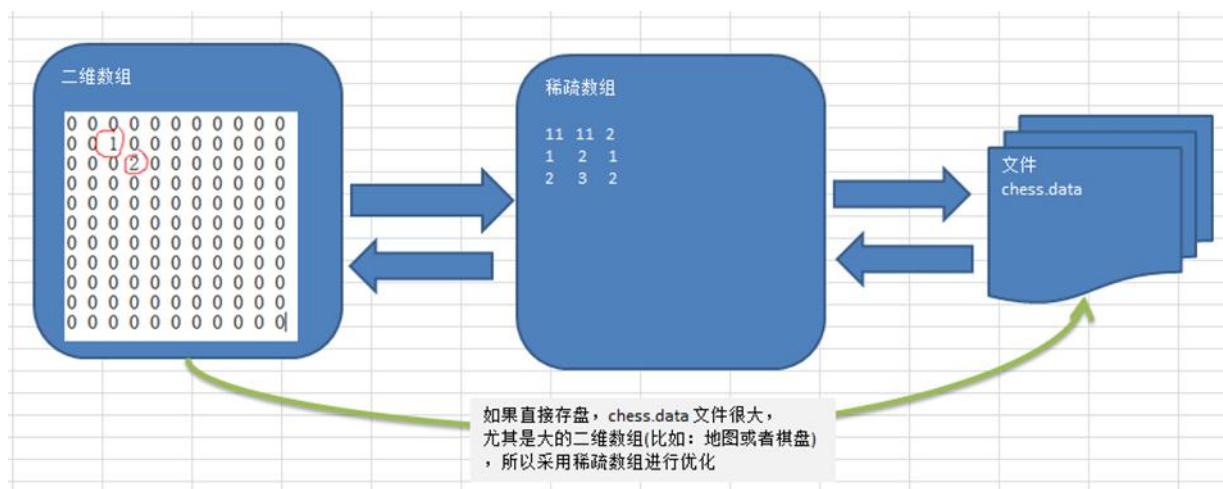 二维数组
0 0 0 0 0 0 0 0 0 0 0
0 0 1 0 0 0 0 0 0 0 0
0 0 0 2 0 0 0 0 0 0 0
0 0 0 0 0 0 0 0 0 0 0
0 0 0 0 0 0 0 0 0 0 0
0 0 0 0 0 0 0 0 0 0 0
0 0 0 0 0 0 0 0 0 0 0
0 0 0 0 0 0 0 0 0 0 0
0 0 0 0 0 0 0 0 0 0 0
0 0 0 0 0 0 0 0 0 0 0
0 0 0 0 0 0 0 0 0 0 0
稀疏数组
11 11 2
1 2 1
2 3 2
文件
chess.data
如果直接存盘，chess.data 文件很大，
尤其是大的二维数组(比如：地图或者棋盘)
，所以采用稀疏数组进行优化